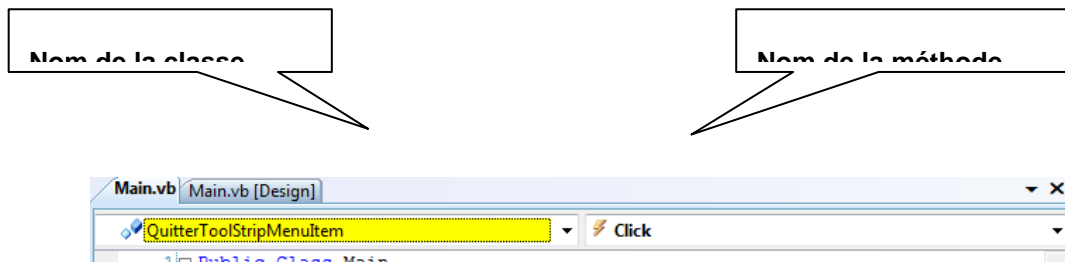 Nom de la classe
Nom de la méthode
Main.vb Main.vb [Design]
QuitterToolStripMenuItem Click
1 Public Class Main